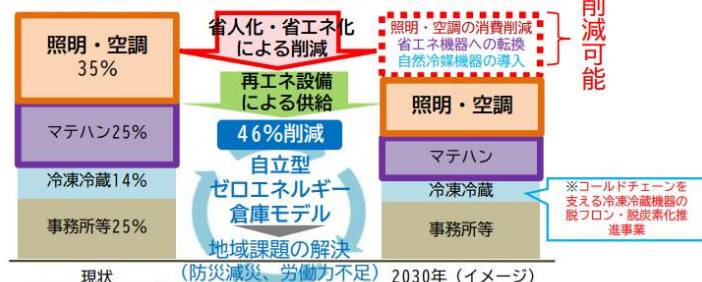 照明・空調
35%
マテハン25%
冷凍冷蔵14%
事務所等25%
現状
省人化・省エネ化
による削減
再エネ設備
による供給
46%削減
自立型
ゼロエネルギー
倉庫モデル
地域課題の解決
(防災減災、労働力不足)
照明・空調の消費削減
省エネ機器への転換
自然冷媒機器の導入
削減可能
照明・空調
マテハン
冷凍冷蔵
事務所等
2030年(イメージ)
※コールドチェーンを
支える冷凍冷蔵機器の
脱フロン・脱炭素化推
進事業